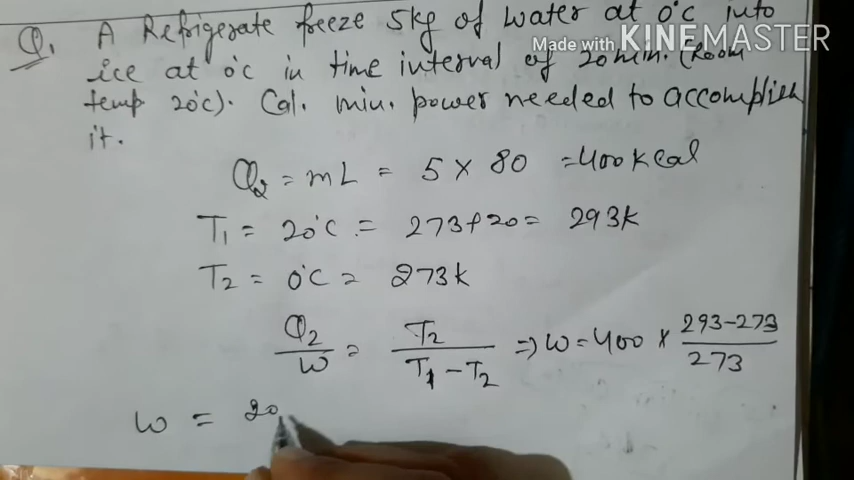 Q. A Refrigerate freeze 5kg of water at 0°c into
Made with KINEMASTER
ice at 0°c in time interval of 20 min. (Room
temp 20°c). Cal. min. power needed to accomplish
it.
Q2 = mL = 5 × 80 = 400 kcal
T1 = 20°C = 273+20 = 293k
T2 = 0°C = 273k
Q2/W = T2/(T1 - T2) ⇒ W = 400 × (293-273)/273
W = 20